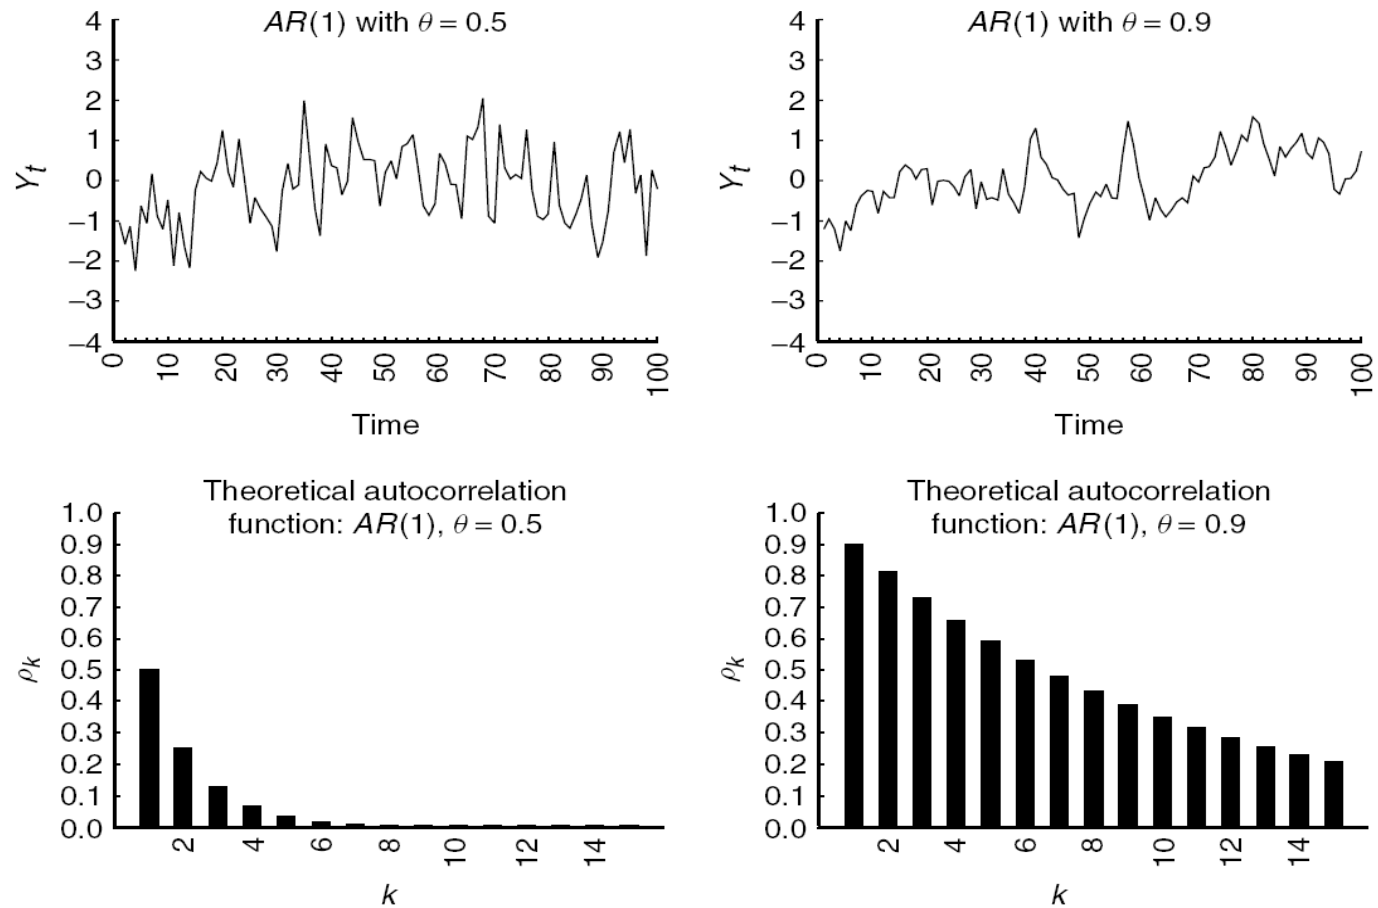 AR(1) with θ = 0.5
4
3
2
1
0
−1
−2
−3
−4
Y_t
0 10 20 30 40 50 60 70 80 90 100
Time
AR(1) with θ = 0.9
4
3
2
1
0
−1
−2
−3
−4
Y_t
0 10 20 30 40 50 60 70 80 90 100
Time
Theoretical autocorrelation
function: AR(1), θ = 0.5
1.0
0.9
0.8
0.7
0.6
0.5
0.4
0.3
0.2
0.1
0.0
ρ_k
2 4 6 8 10 12 14
k
Theoretical autocorrelation
function: AR(1), θ = 0.9
1.0
0.9
0.8
0.7
0.6
0.5
0.4
0.3
0.2
0.1
0.0
ρ_k
2 4 6 8 10 12 14
k